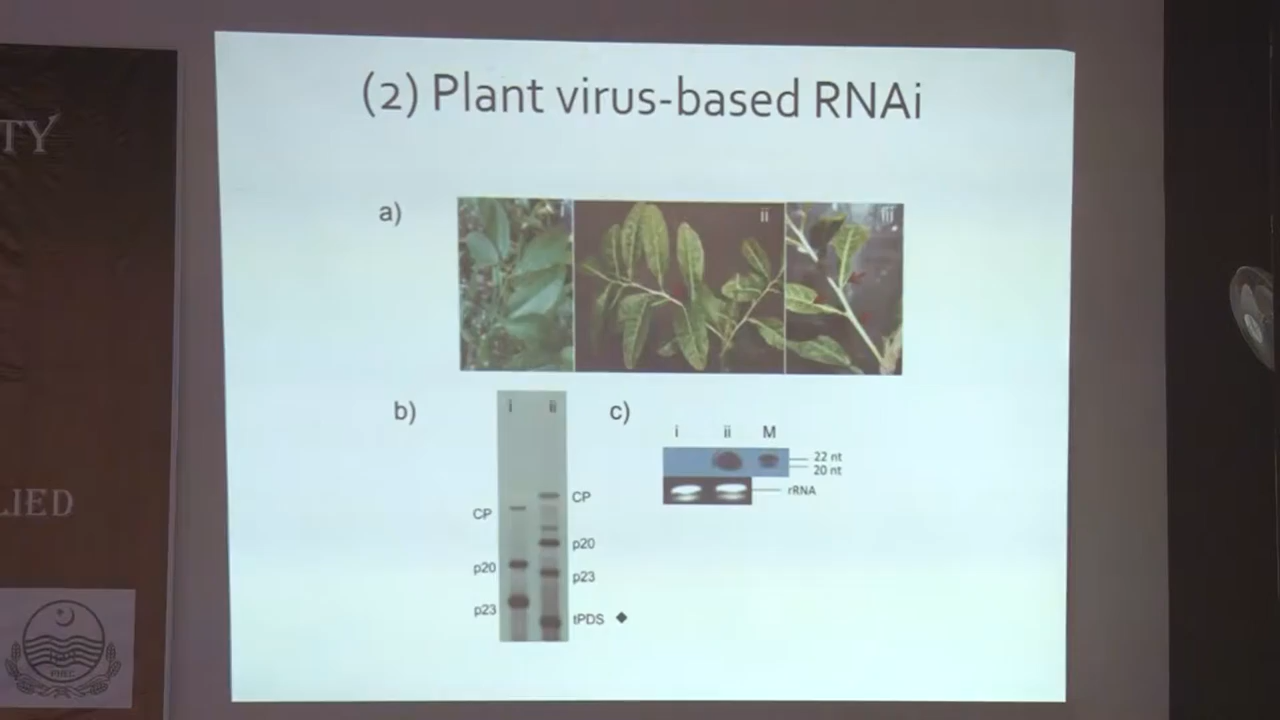 TY
LIED
PHEC
(2) Plant virus-based RNAi
a)
i
ii
iii
b)
i
ii
CP
CP
p20
p20
p23
p23
tPDS
c)
i
ii
M
22 nt
20 nt
rRNA